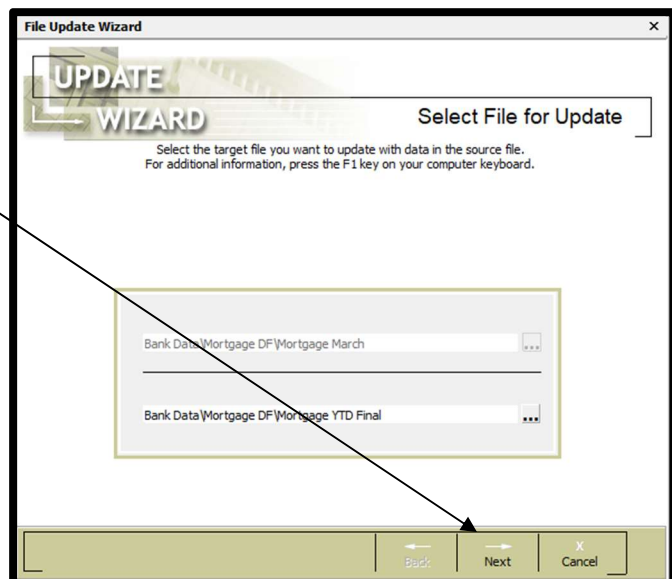 File Update Wizard
X
UPDATE
WIZARD
Select File for Update
Select the target file you want to update with data in the source file.
For additional information, press the F1 key on your computer keyboard.
Bank Data\Mortgage DF\Mortgage March
...
Bank Data\Mortgage DF\Mortgage YTD Final
...
Back
Next
X
Cancel